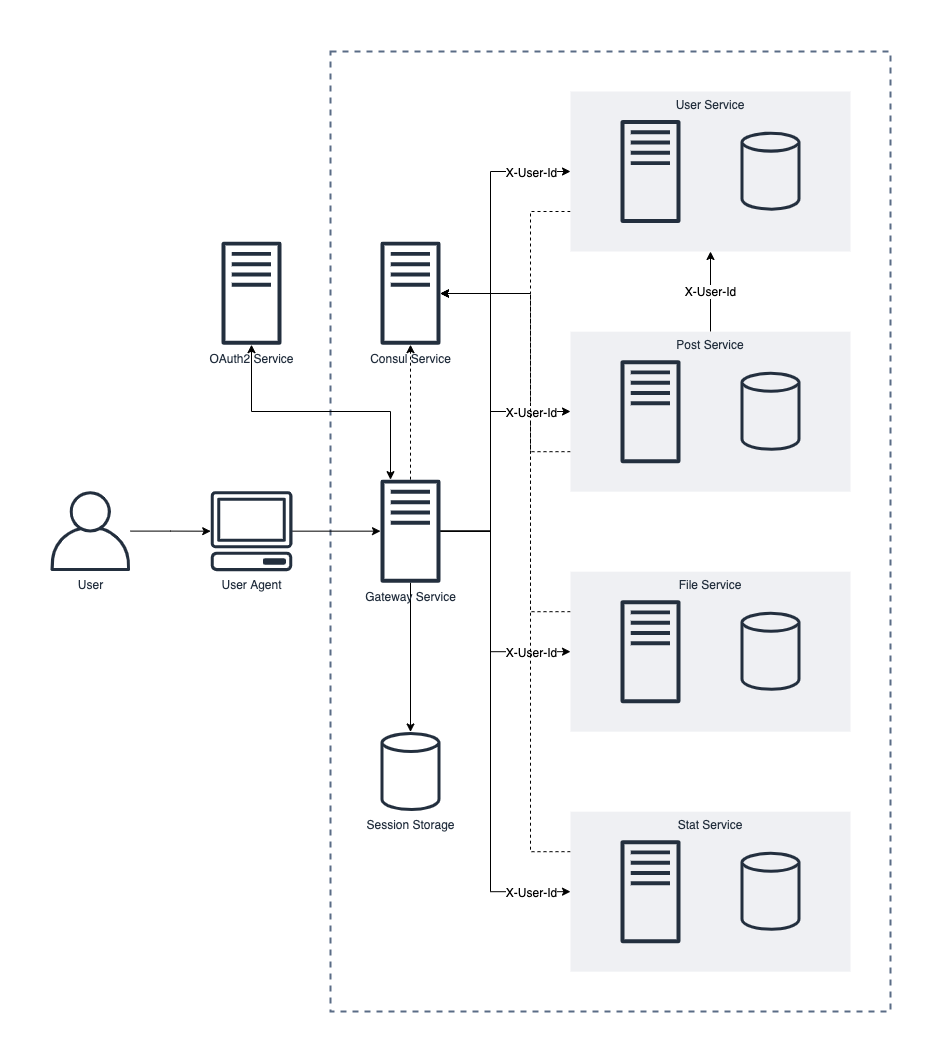 User Service
X-User-Id
X-User-Id
Post Service
OAuth2 Service
Consul Service
X-User-Id
User
User Agent
Gateway Service
File Service
X-User-Id
Session Storage
Stat Service
X-User-Id